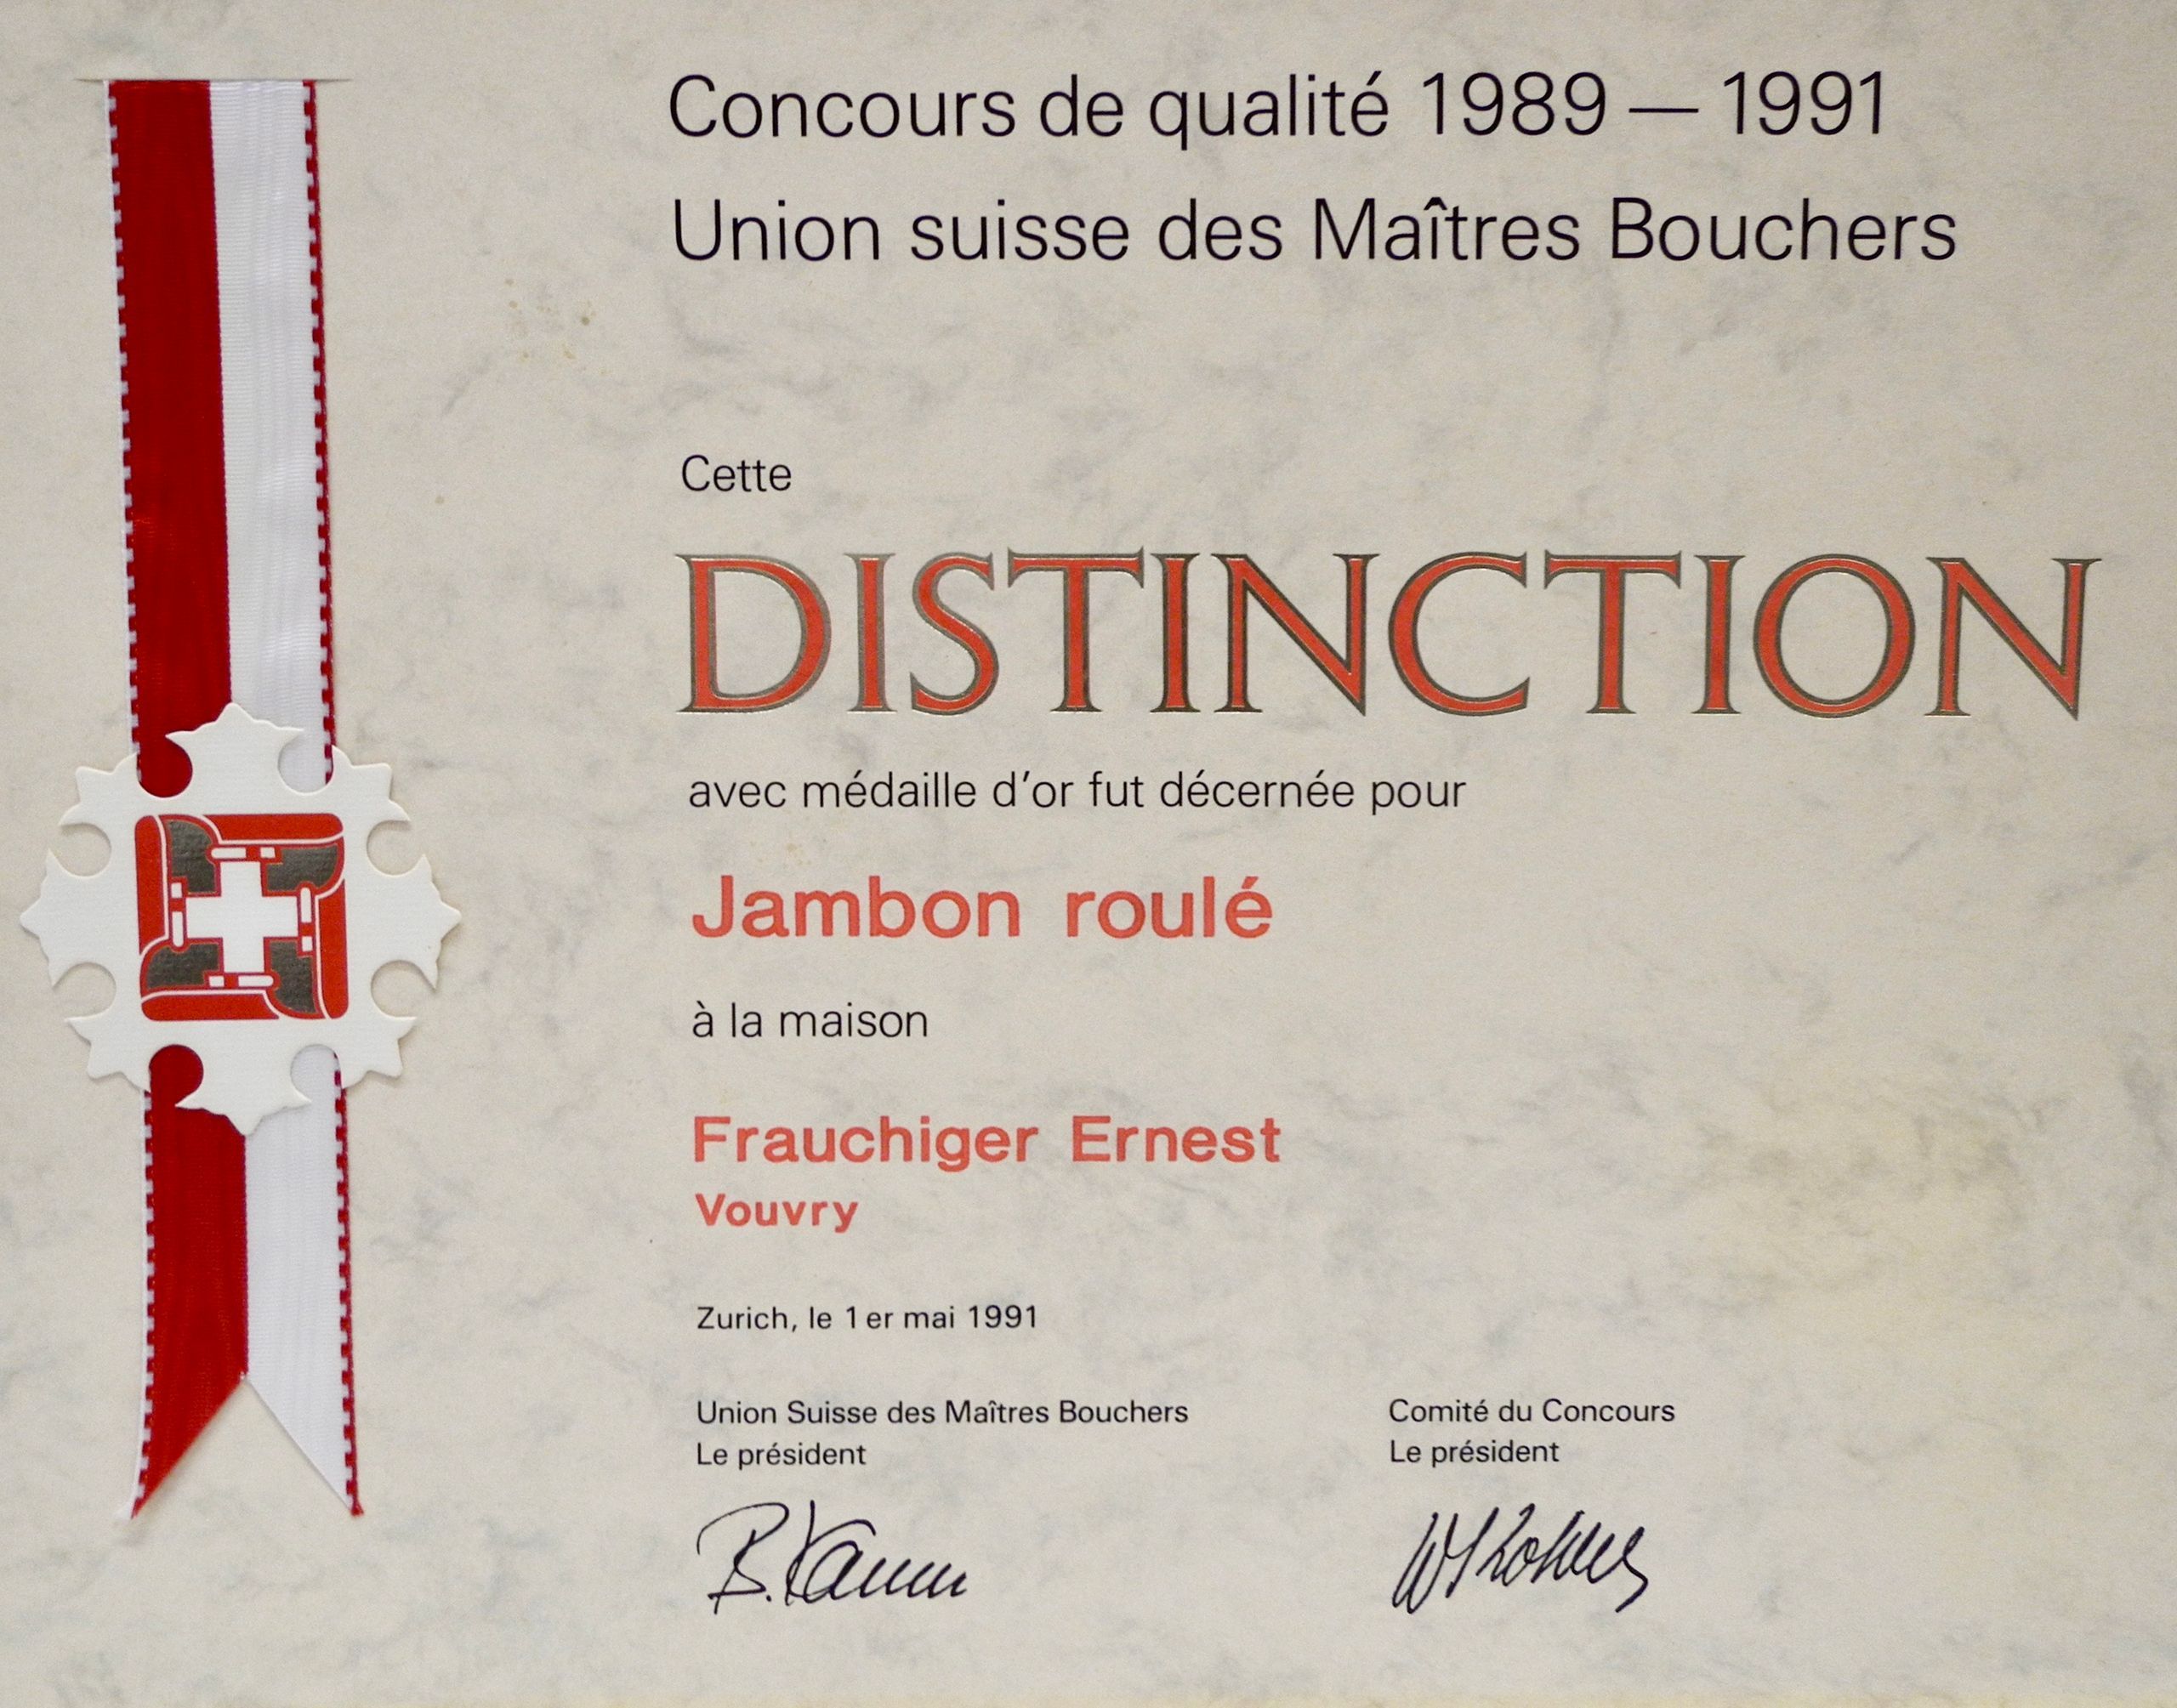 Concours de qualité 1989 — 1991
Union suisse des Maîtres Bouchers
Cette
DISTINCTION
avec médaille d'or fut décernée pour
Jambon roulé
à la maison
Frauchiger Ernest
Vouvry
Zurich, le 1er mai 1991
Union Suisse des Maîtres Bouchers
Le président
Comité du Concours
Le président